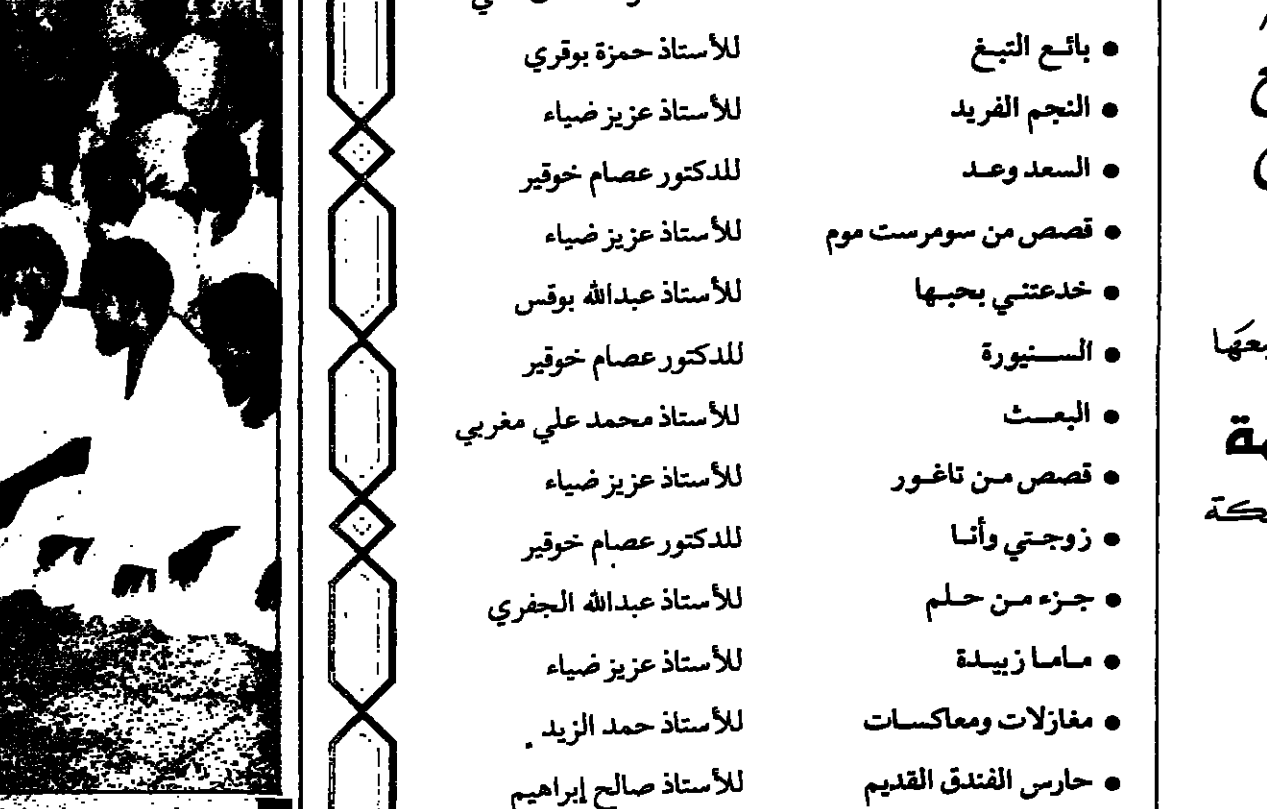 ● بائع التبغ للأستاذ حمزة بوقري
● النجم الفريد للأستاذ عزيز ضياء
● السعد وعد للدكتور عصام خوقير
● قصص من سومرست موم للأستاذ عزيز ضياء
● خدعتني بحبها للأستاذ عبدالله بوقس
● السنيورة للدكتور عصام خوقير
● البعث للأستاذ محمد علي مغربي
● قصص من تاغور للأستاذ عزيز ضياء
● زوجتي وأنا للدكتور عصام خوقير
● جزء من حلم للأستاذ عبدالله الجفري
● ماما زبيدة للأستاذ عزيز ضياء
● مغازلات ومعاكسات للأستاذ حمد الزيد
● حارس الفندق القديم للأستاذ صالح إبراهيم